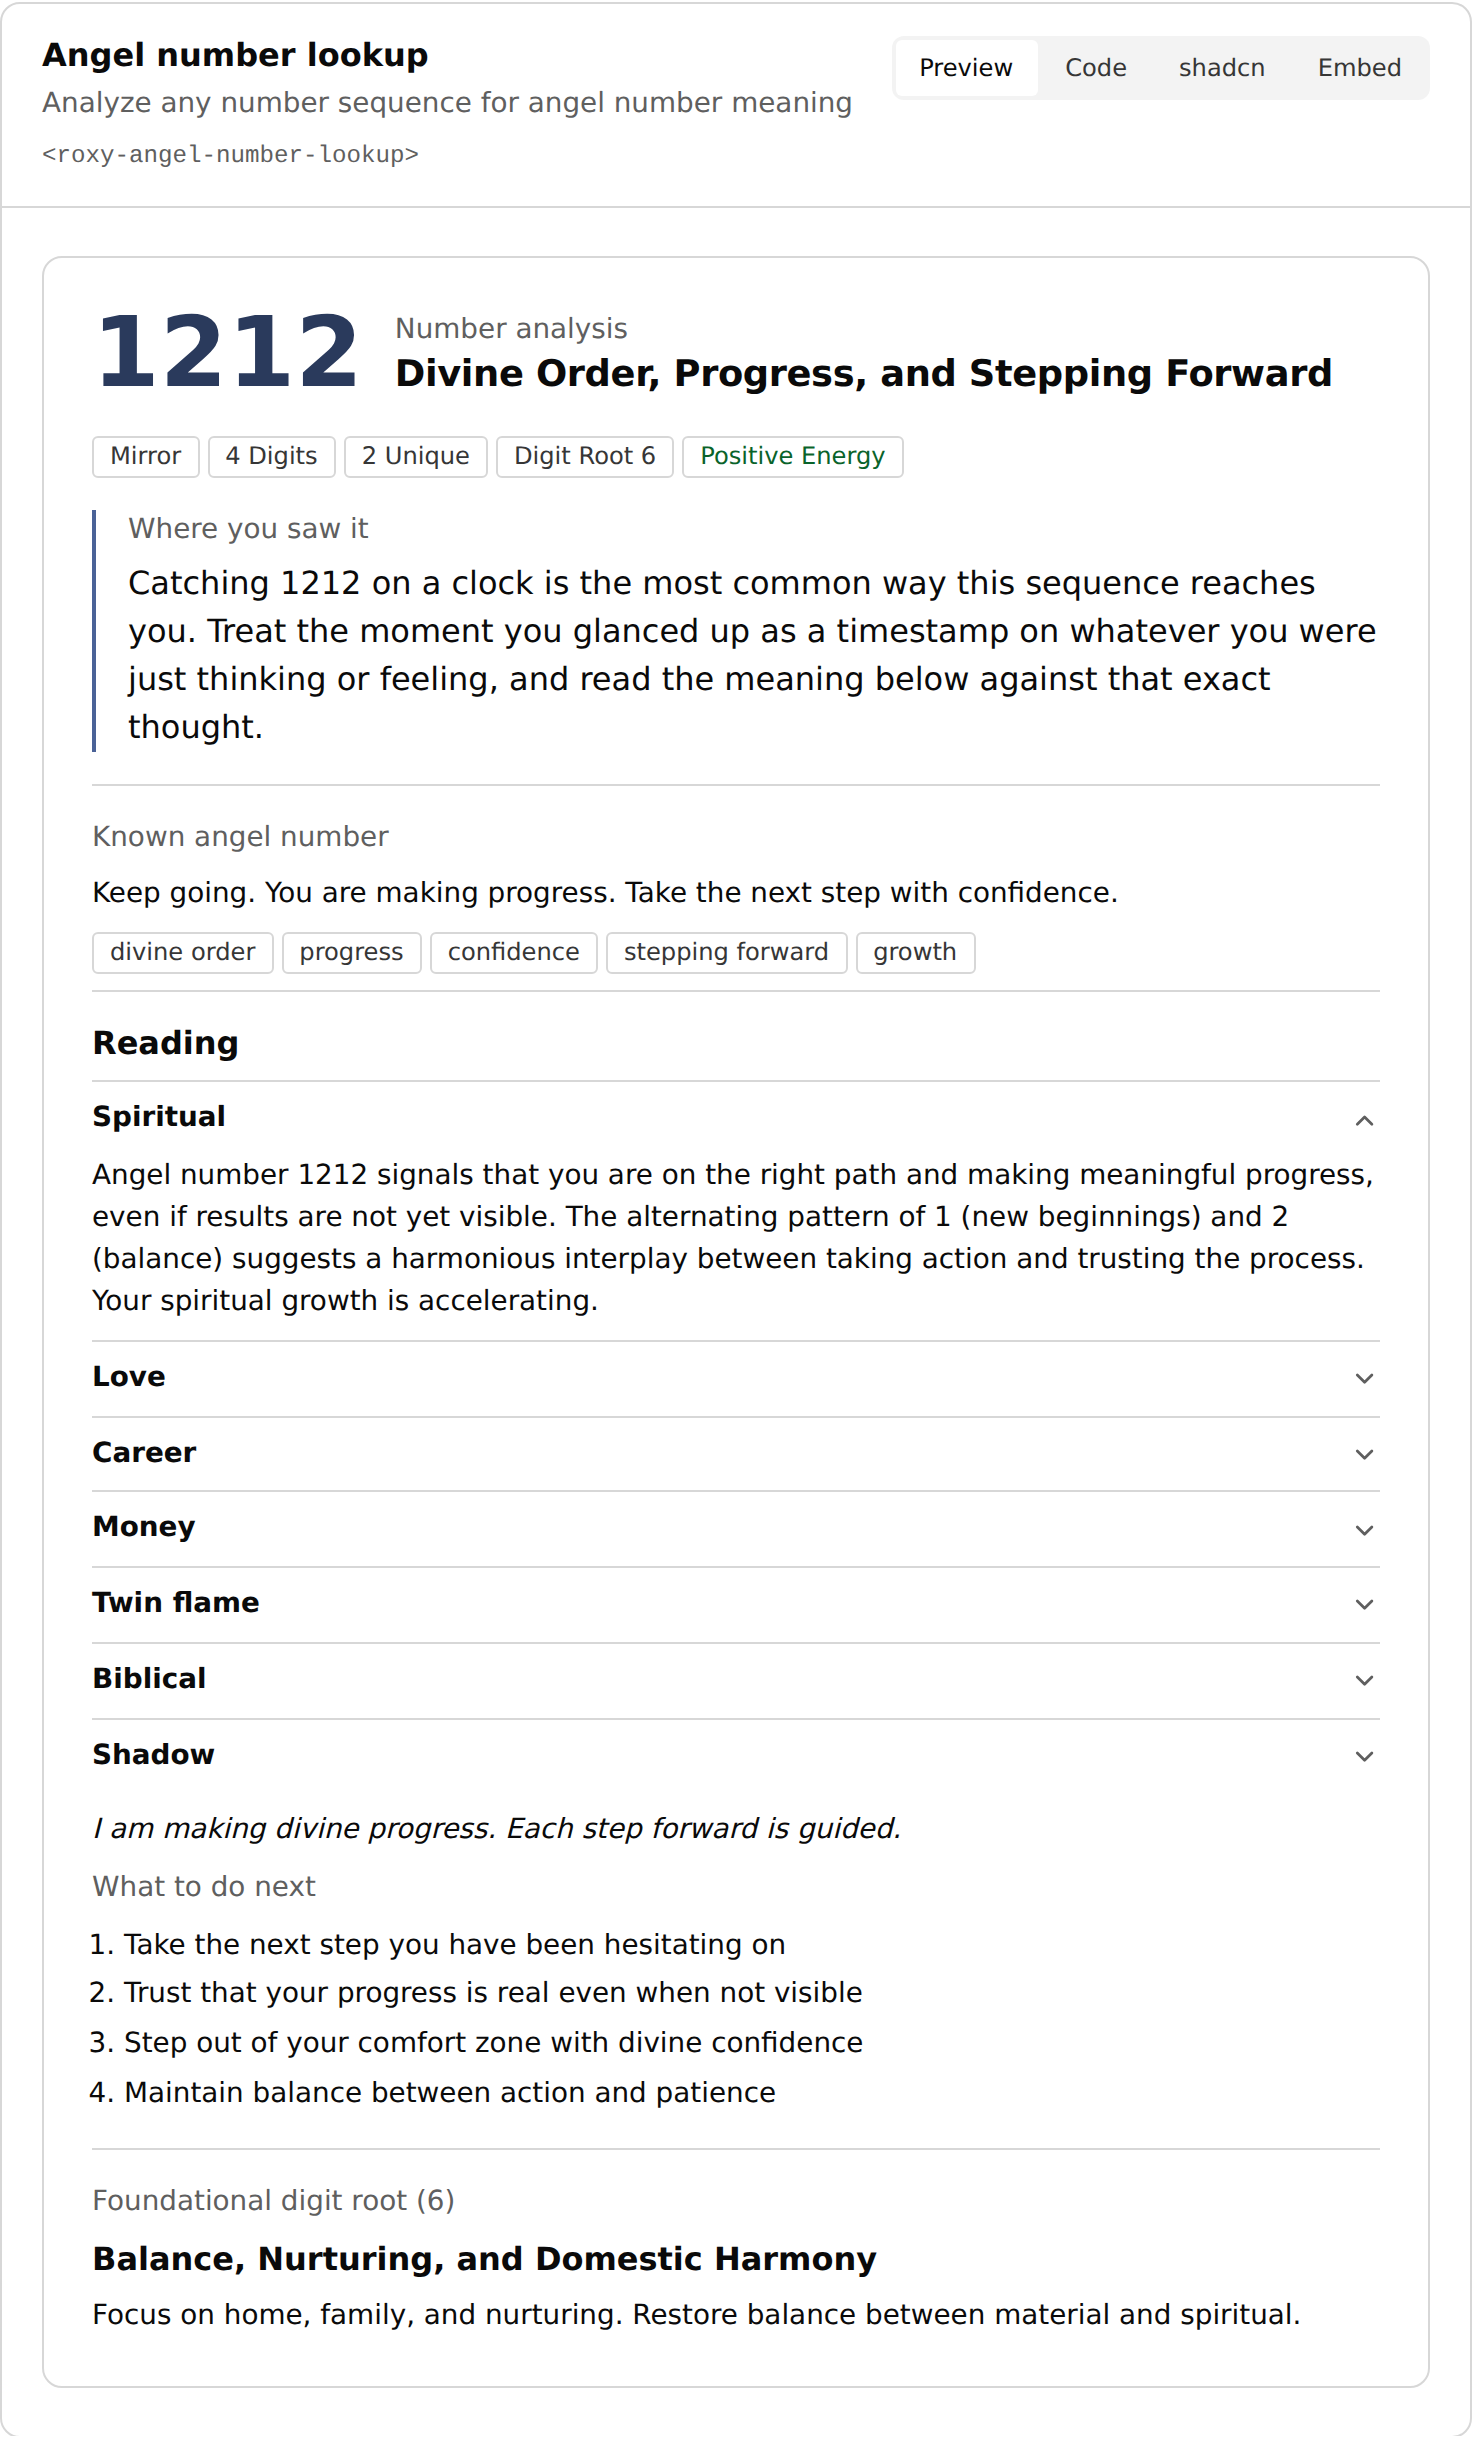 Angel number lookup
Analyze any number sequence for angel number meaning
<roxy-angel-number-lookup>
Preview Code shadcn Embed
1212
Number analysis
Divine Order, Progress, and Stepping Forward
Mirror 4 Digits 2 Unique Digit Root 6 Positive Energy
Where you saw it
Catching 1212 on a clock is the most common way this sequence reaches
you. Treat the moment you glanced up as a timestamp on whatever you were
just thinking or feeling, and read the meaning below against that exact
thought.
Known angel number
Keep going. You are making progress. Take the next step with confidence.
divine order progress confidence stepping forward growth
Reading
Spiritual
Angel number 1212 signals that you are on the right path and making meaningful progress,
even if results are not yet visible. The alternating pattern of 1 (new beginnings) and 2
(balance) suggests a harmonious interplay between taking action and trusting the process.
Your spiritual growth is accelerating.
Love
Career
Money
Twin flame
Biblical
Shadow
I am making divine progress. Each step forward is guided.
What to do next
1. Take the next step you have been hesitating on
2. Trust that your progress is real even when not visible
3. Step out of your comfort zone with divine confidence
4. Maintain balance between action and patience
Foundational digit root (6)
Balance, Nurturing, and Domestic Harmony
Focus on home, family, and nurturing. Restore balance between material and spiritual.